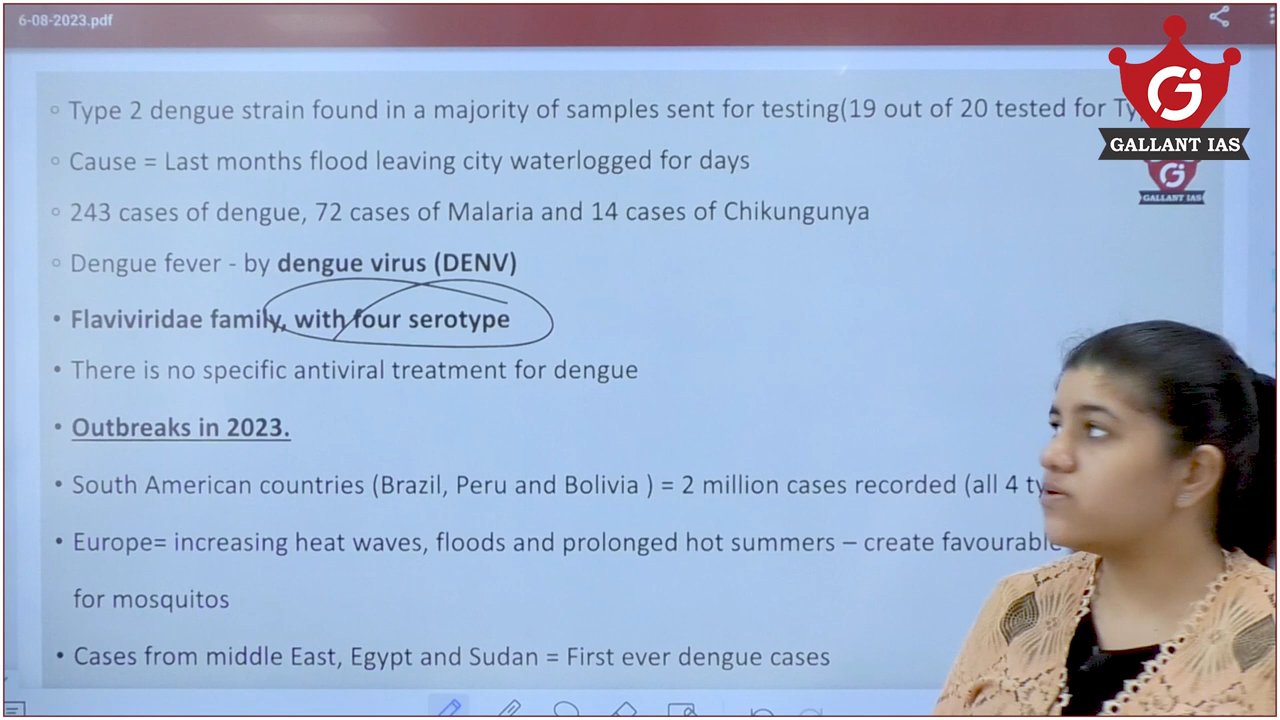 6-08-2023.pdf
GALLANT IAS
GALLANT IAS
Type 2 dengue strain found in a majority of samples sent for testing(19 out of 20 tested for
Cause = Last months flood leaving city waterlogged for days
243 cases of dengue, 72 cases of Malaria and 14 cases of Chikungunya
Dengue fever - by dengue virus (DENV)
Flaviviridae family, with four serotype
There is no specific antiviral treatment for dengue
Outbreaks in 2023.
South American countries (Brazil, Peru and Bolivia ) = 2 million cases recorded (all 4
Europe= increasing heat waves, floods and prolonged hot summers – create favourable
for mosquitos
Cases from middle East, Egypt and Sudan = First ever dengue cases